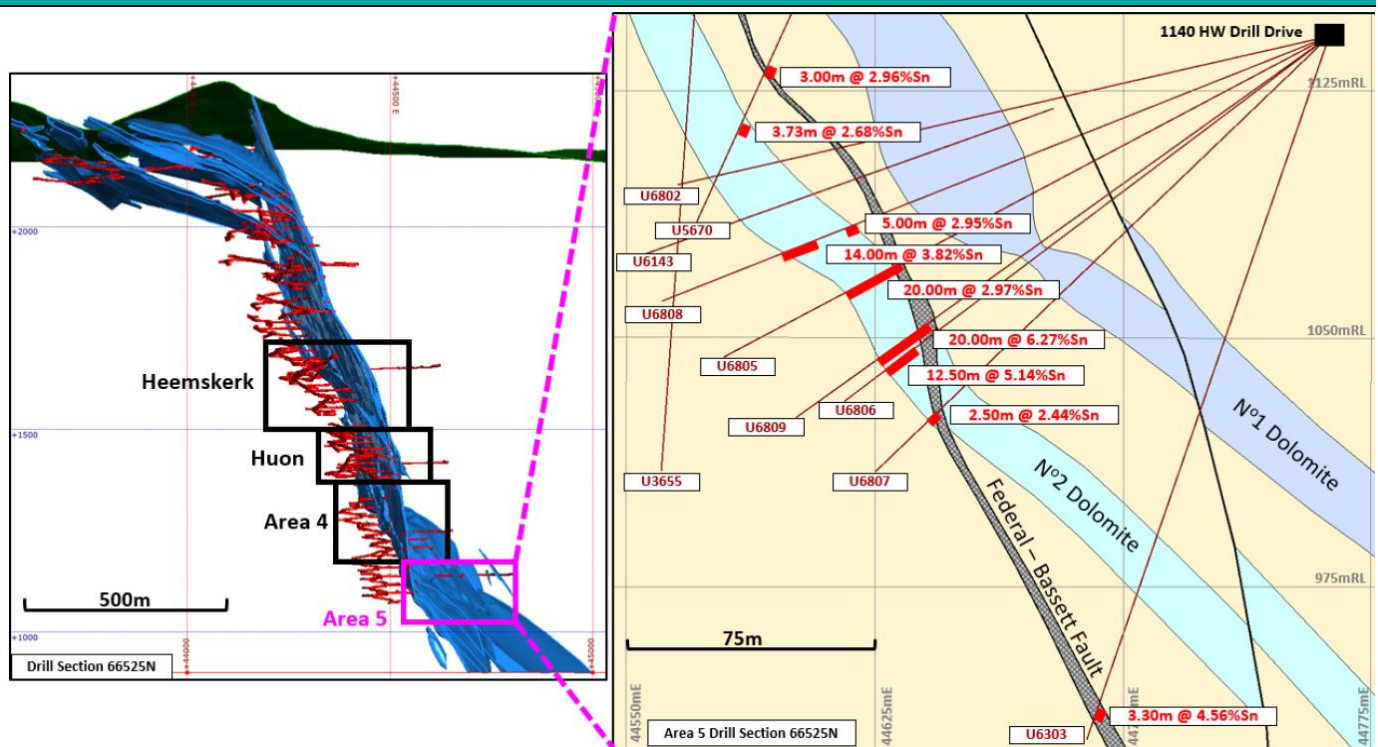 +44000
+44500 E
+2000
+1500
+1000
+44000
+45000
Heemskerk
Huon
Area 4
Area 5
500m
Drill Section 66525N
1140 HW Drill Drive
1125mRL
1050mRL
975mRL
3.00m @ 2.96%Sn
3.73m @ 2.68%Sn
5.00m @ 2.95%Sn
14.00m @ 3.82%Sn
20.00m @ 2.97%Sn
20.00m @ 6.27%Sn
12.50m @ 5.14%Sn
2.50m @ 2.44%Sn
3.30m @ 4.56%Sn
U6802
U5670
U6143
U6808
U6805
U6806
U6809
U3655
U6807
U6303
Nº1 Dolomite
Nº2 Dolomite
Federal – Bassett Fault
75m
44550mE
44625mE
44775mE
Area 5 Drill Section 66525N